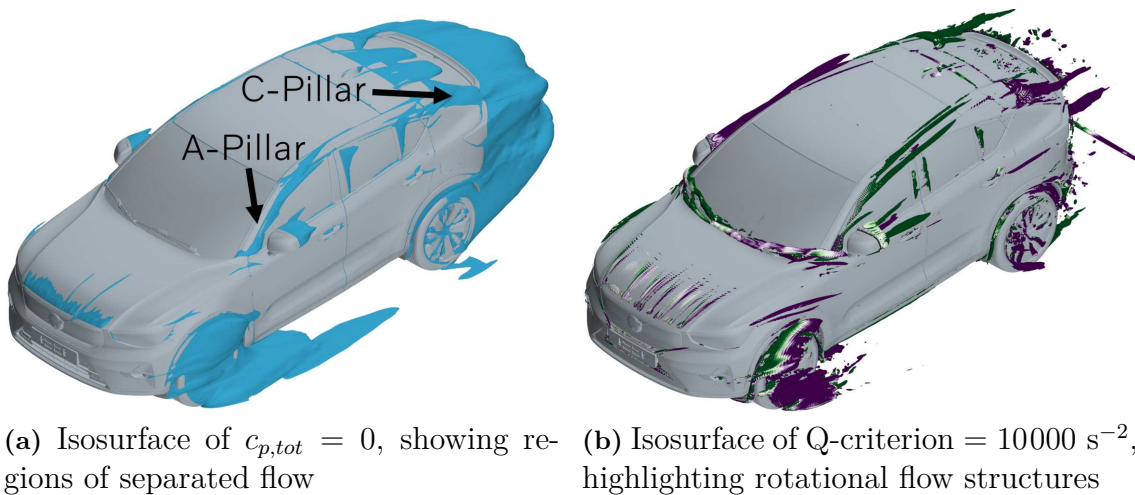 C-Pillar
A-Pillar
(a) Isosurface of $c_{p,tot}$ = 0, showing re-
gions of separated flow
(b) Isosurface of Q-criterion = 10000 s⁻²,
highlighting rotational flow structures